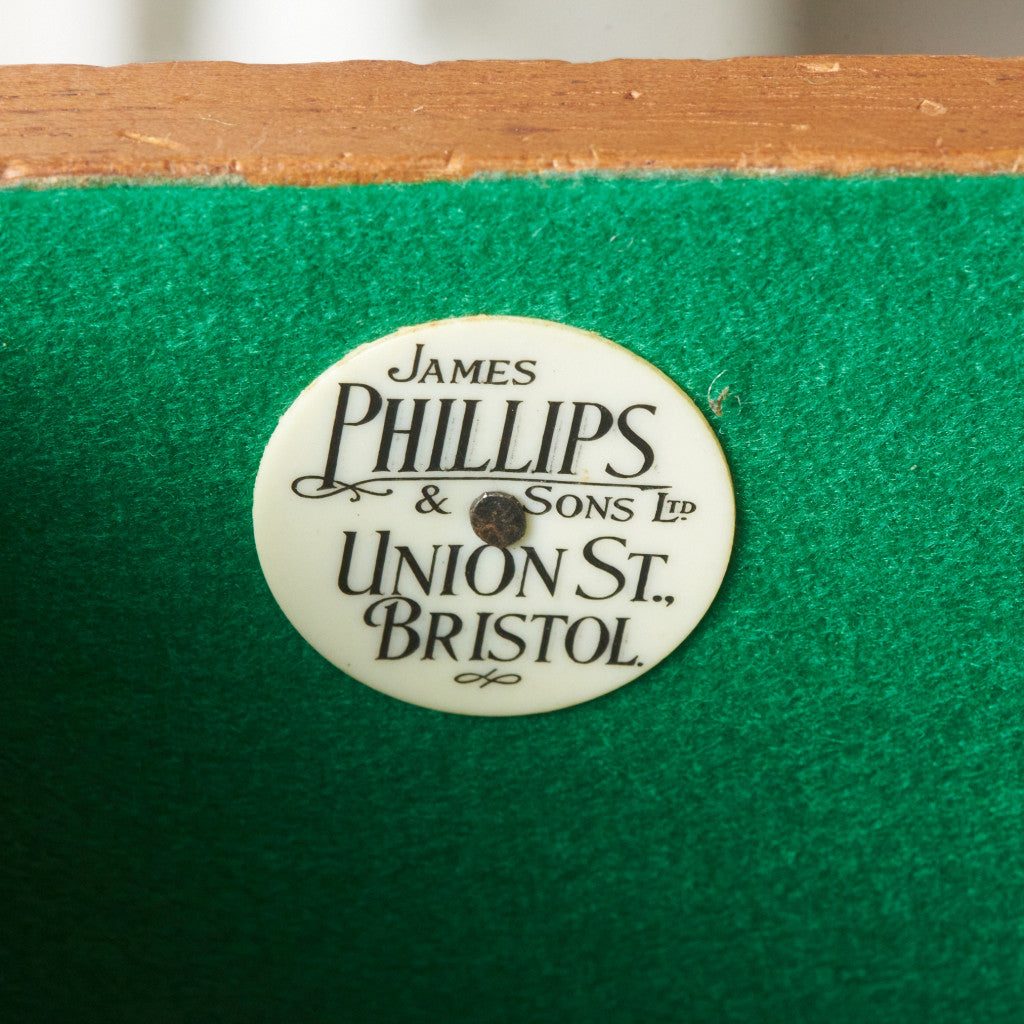 JAMES
PHILLIPS
& SONS LTD
UNION ST.,
BRISTOL.